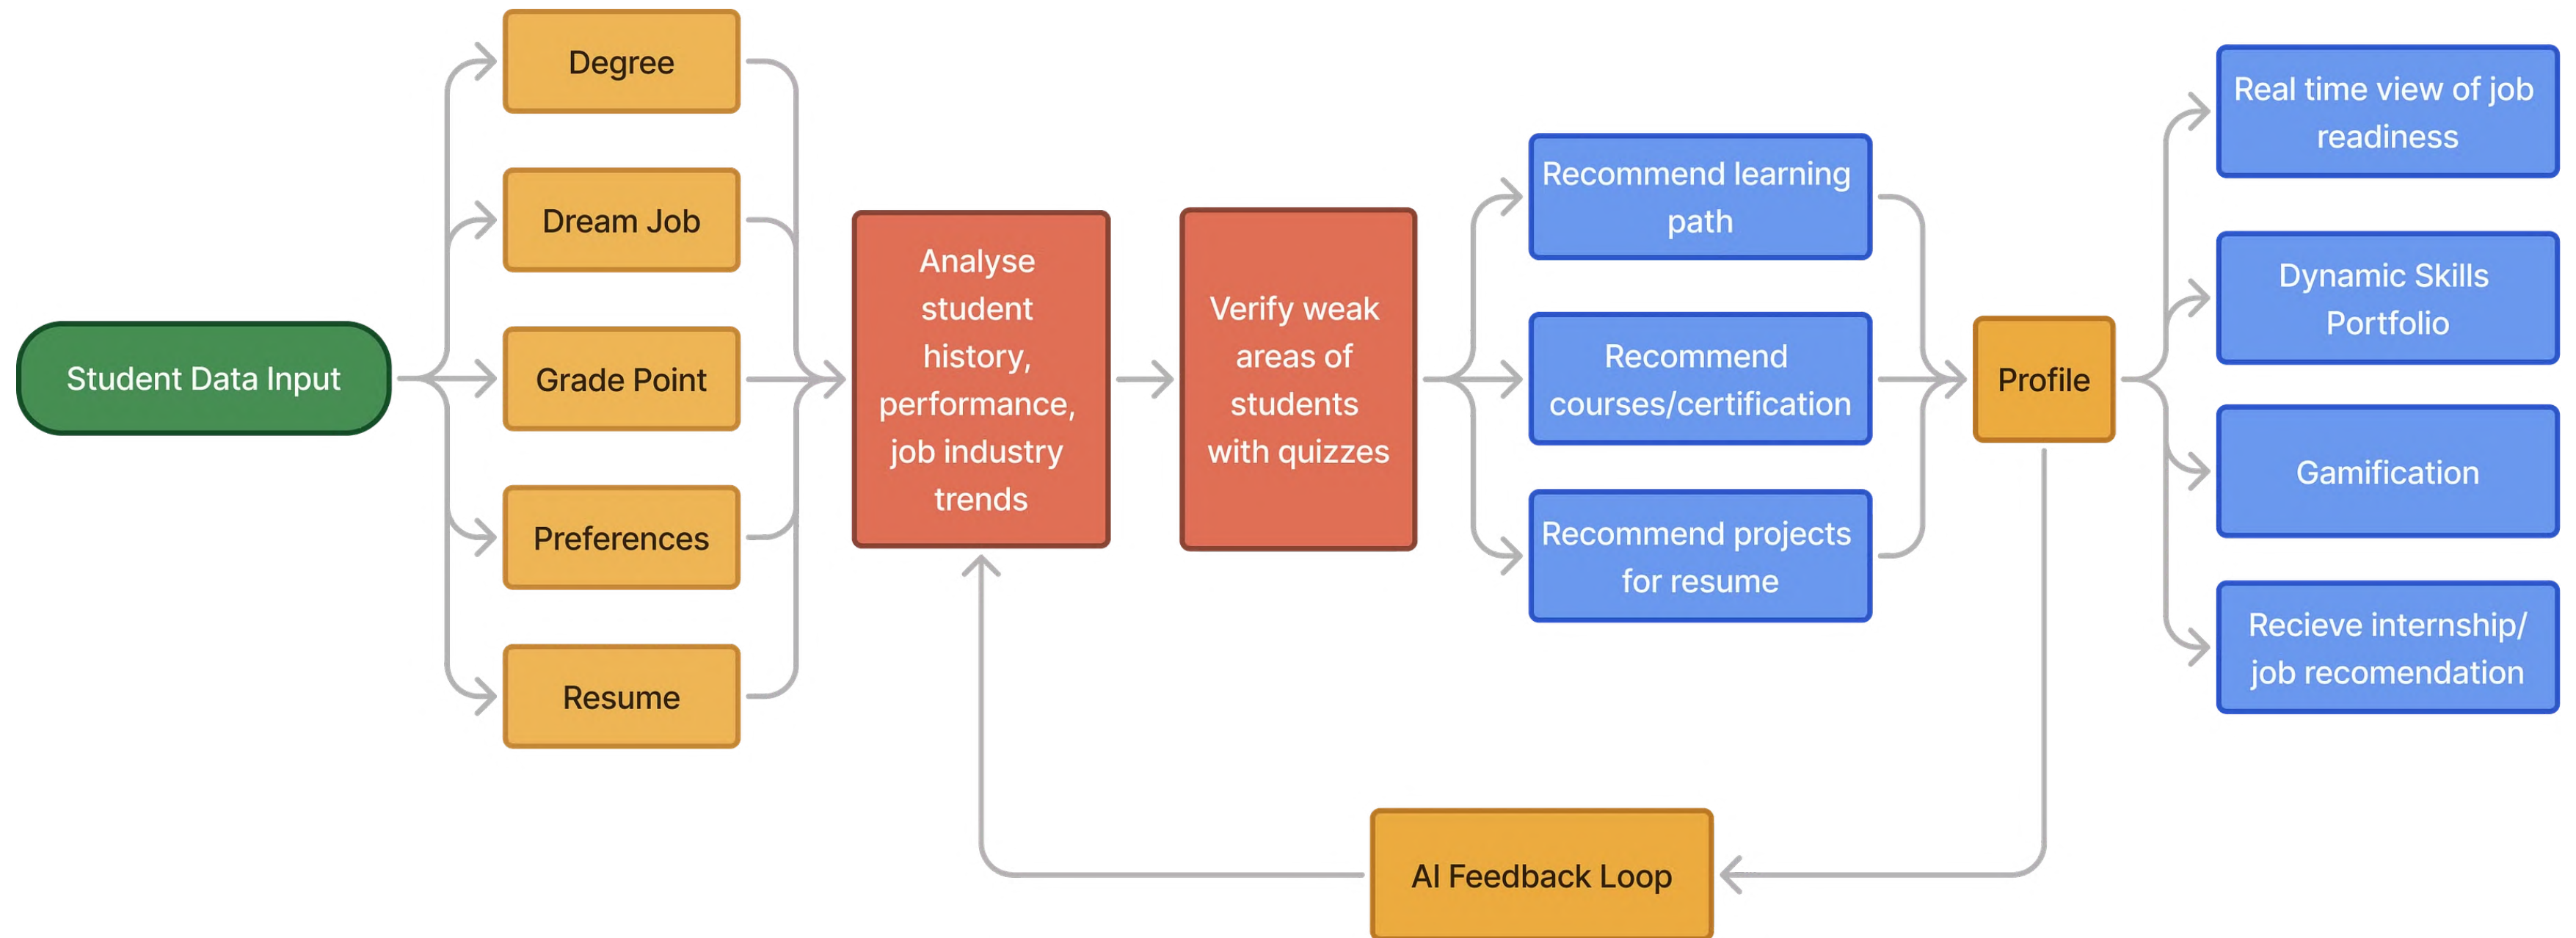 Student Data Input
Degree
Dream Job
Grade Point
Preferences
Resume
Analyse
student
history,
performance,
job industry
trends
Verify weak
areas of
students
with quizzes
Recommend learning
path
Recommend
courses/certification
Recommend projects
for resume
Profile
Real time view of job
readiness
Dynamic Skills
Portfolio
Gamification
Recieve internship/
job recomendation
AI Feedback Loop